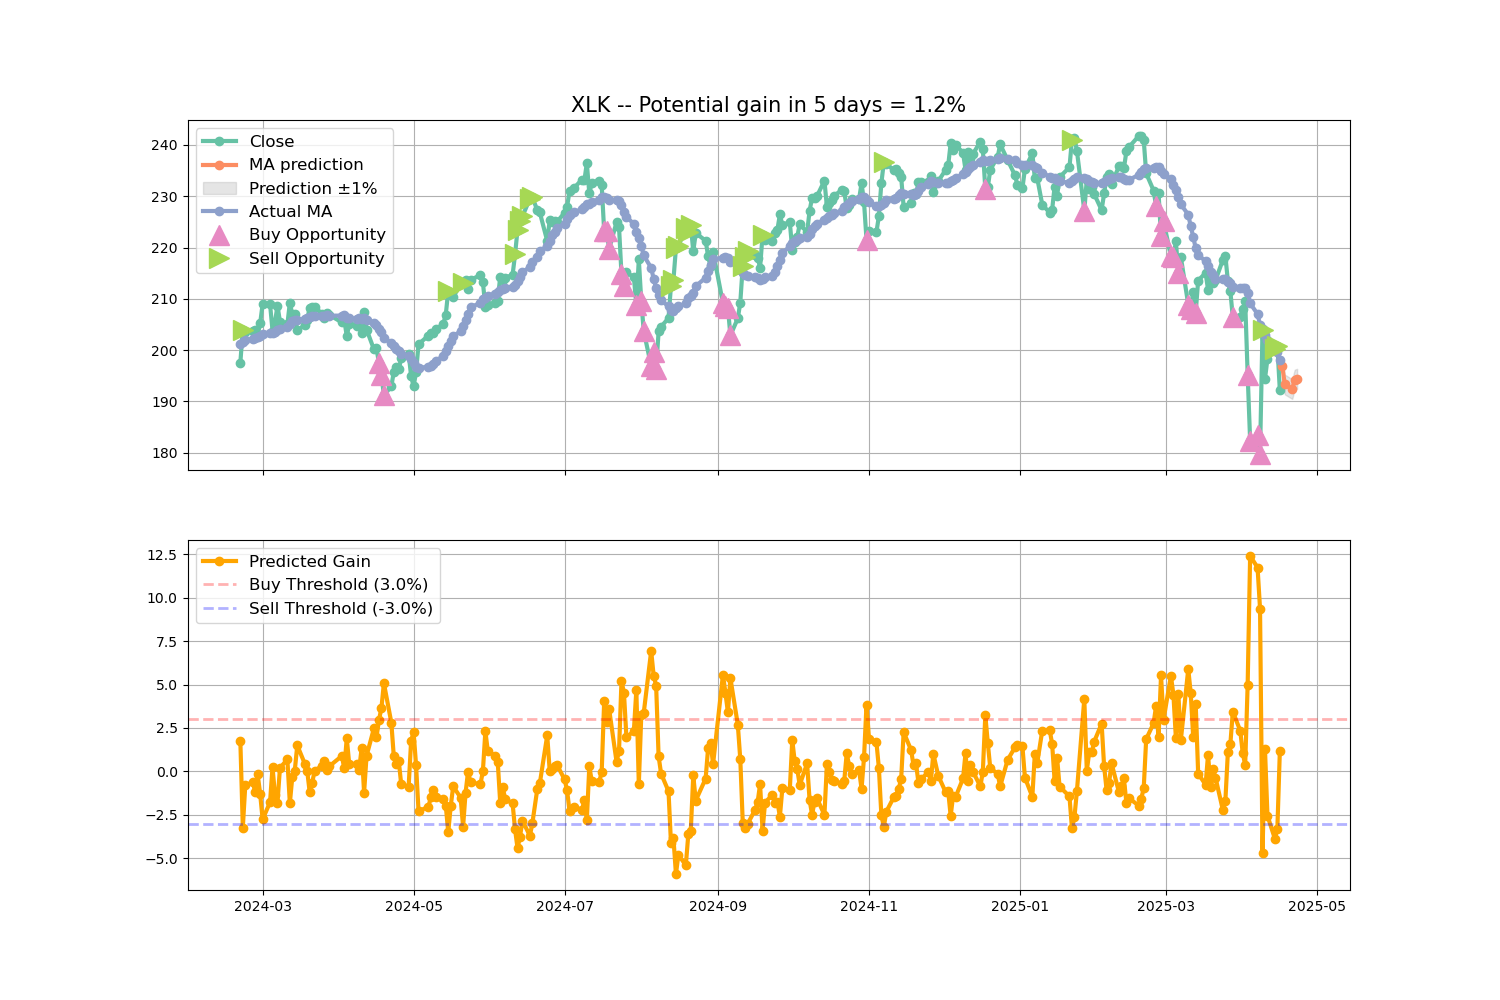 XLK -- Potential gain in 5 days = 1.2%
Close
MA prediction
Prediction ±1%
Actual MA
Buy Opportunity
Sell Opportunity
240
230
220
210
200
190
180
Predicted Gain
Buy Threshold (3.0%)
Sell Threshold (-3.0%)
12.5
10.0
7.5
5.0
2.5
0.0
−2.5
−5.0
2024-03 2024-05 2024-07 2024-09 2024-11 2025-01 2025-03 2025-05